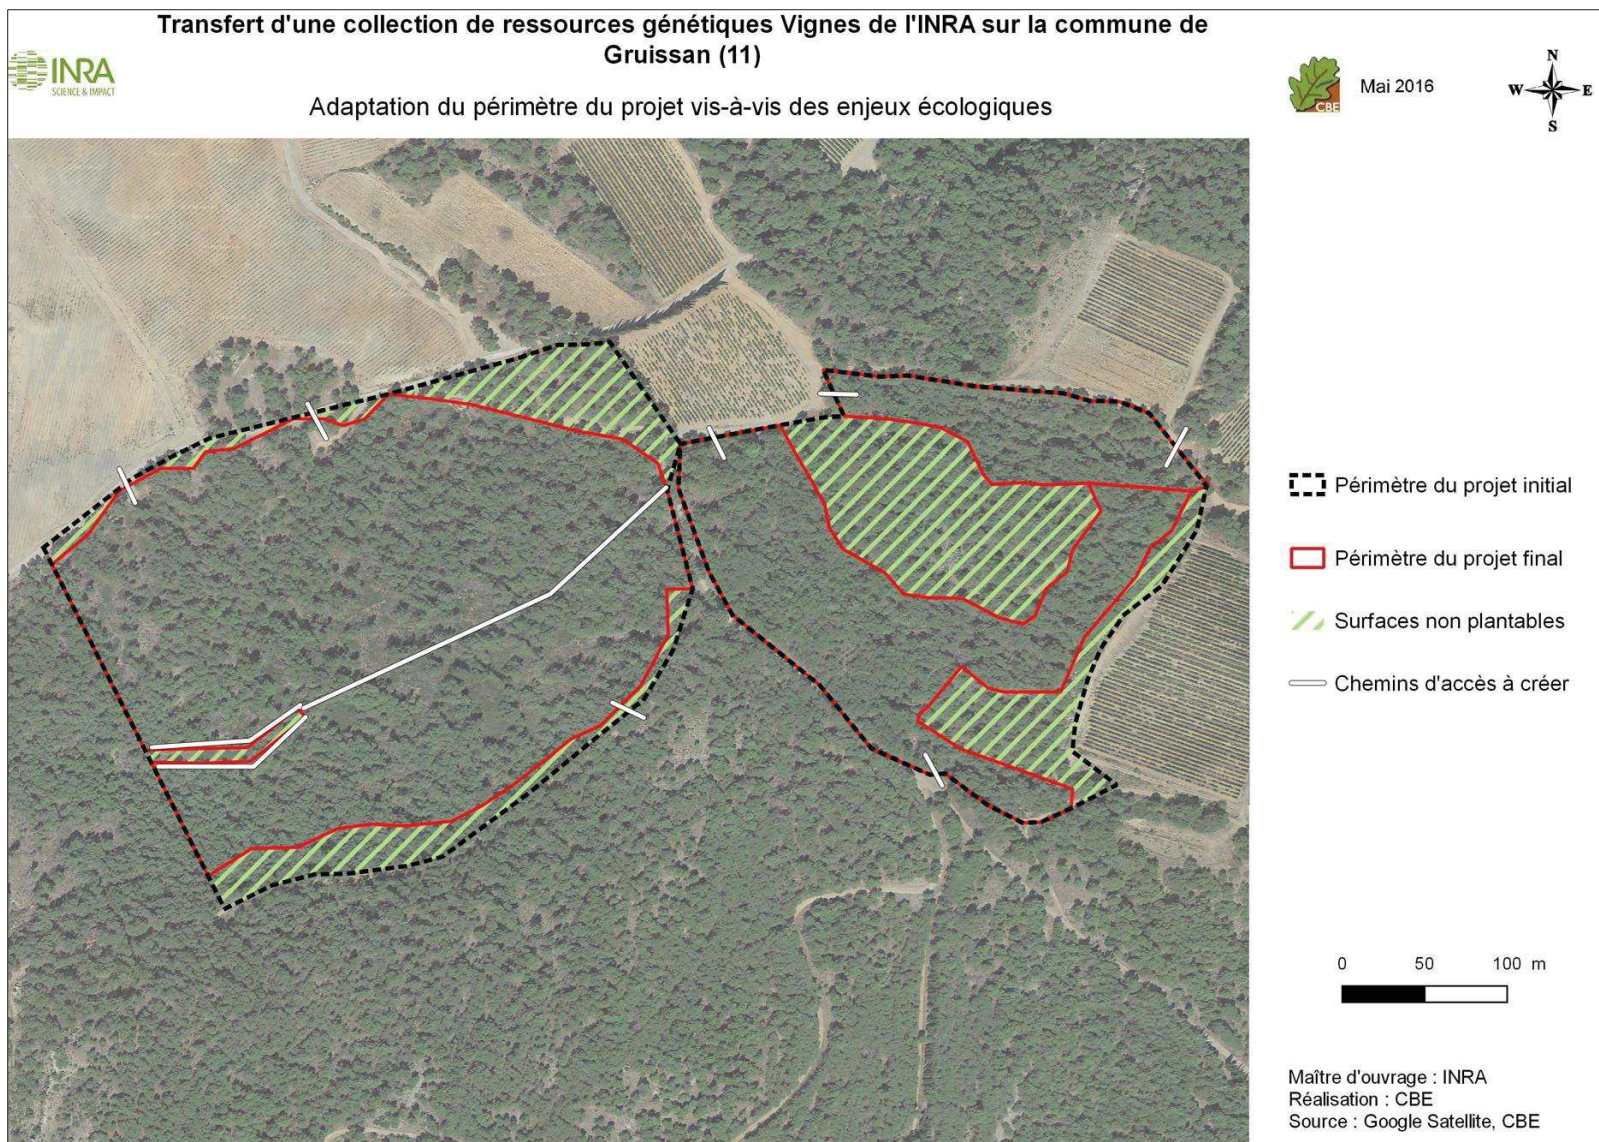 Transfert d'une collection de ressources génétiques Vignes de l'INRA sur la commune de
Gruissan (11)
INRA
SCIENCE & IMPACT
Adaptation du périmètre du projet vis-à-vis des enjeux écologiques
CBE
Mai 2016
N
W
E
S
Périmètre du projet initial
Périmètre du projet final
Surfaces non plantables
Chemins d'accès à créer
0 50 100 m
Maître d'ouvrage : INRA
Réalisation : CBE
Source : Google Satellite, CBE